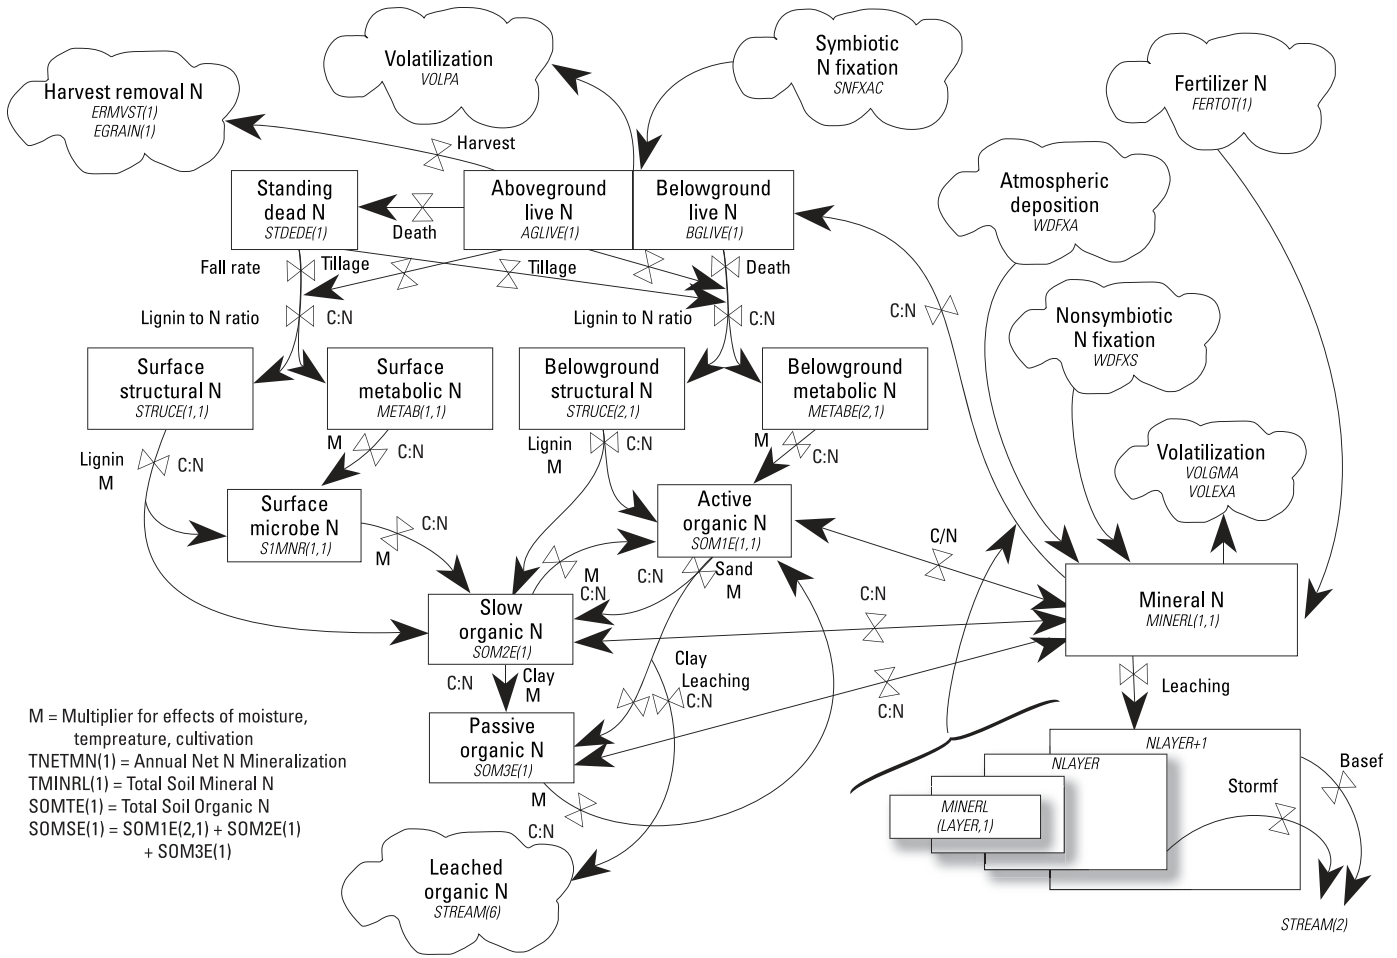 Volatilization
VOLPA
Symbiotic
N fixation
SNFXAC
Fertilizer N
FERTOT(1)
Harvest removal N
ERMVST(1)
EGRAIN(1)
Harvest
Atmospheric
deposition
WDFXA
Standing
dead N
STDEDE(1)
Death
Aboveground
live N
AGLIVE(1)
Belowground
live N
BGLIVE(1)
Fall rate
Tillage
Tillage
Death
Lignin to N ratio
C:N
Lignin to N ratio
C:N
C:N
Nonsymbiotic
N fixation
WDFXS
Surface
structural N
STRUCE(1,1)
Surface
metabolic N
METAB(1,1)
Belowground
structural N
STRUCE(2,1)
Belowground
metabolic N
METABE(2,1)
Lignin
M
C:N
M
C:N
Lignin
M
C:N
M
C:N
Volatilization
VOLGMA
VOLEXA
Surface
microbe N
S1MNR(1,1)
C:N
M
Active
organic N
SOM1E(1,1)
C/N
M
C:N
C:N
Sand
M
C:N
Slow
organic N
SOM2E(1)
Mineral N
MINERL(1,1)
C:N
Clay
M
Clay
Leaching
C:N
C:N
Leaching
Passive
organic N
SOM3E(1)
M
C:N
Leached
organic N
STREAM(6)
M = Multiplier for effects of moisture,
tempreature, cultivation
TNETMN(1) = Annual Net N Mineralization
TMINRL(1) = Total Soil Mineral N
SOMTE(1) = Total Soil Organic N
SOMSE(1) = SOM1E(2,1) + SOM2E(1)
+ SOM3E(1)
NLAYER+1
NLAYER
MINERL
(LAYER,1)
Stormf
Basef
STREAM(2)